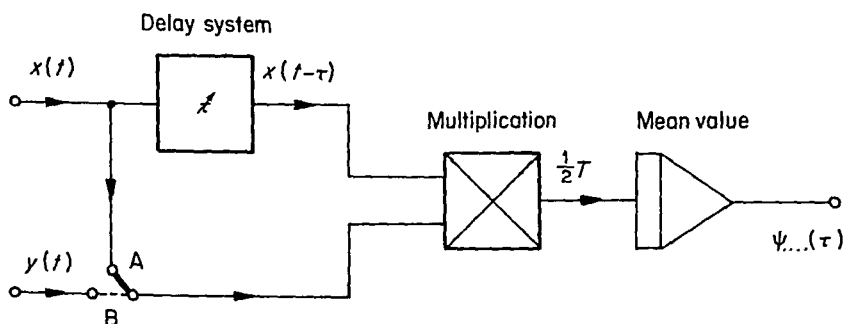 Delay system
x(t)
x(t-τ)
Multiplication
Mean value
½T
ψ....(τ)
y(t)
A
B